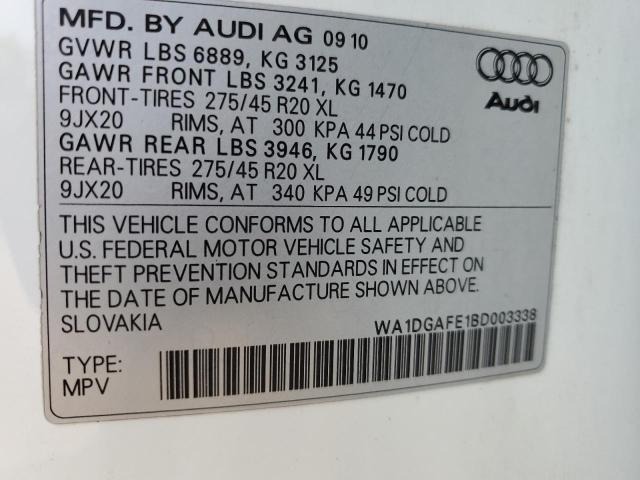 MFD. BY AUDI AG 09 10
GVWR LBS 6889, KG 3125
GAWR FRONT LBS 3241, KG 1470
FRONT-TIRES 275/45 R20 XL
9JX20 RIMS, AT 300 KPA 44 PSI COLD
GAWR REAR LBS 3946, KG 1790
REAR-TIRES 275/45 R20 XL
9JX20 RIMS, AT 340 KPA 49 PSI COLD
Audi
THIS VEHICLE CONFORMS TO ALL APPLICABLE
U.S. FEDERAL MOTOR VEHICLE SAFETY AND
THEFT PREVENTION STANDARDS IN EFFECT ON
THE DATE OF MANUFACTURE SHOWN ABOVE.
SLOVAKIA WA1DGAFE1BD003338
TYPE:
MPV